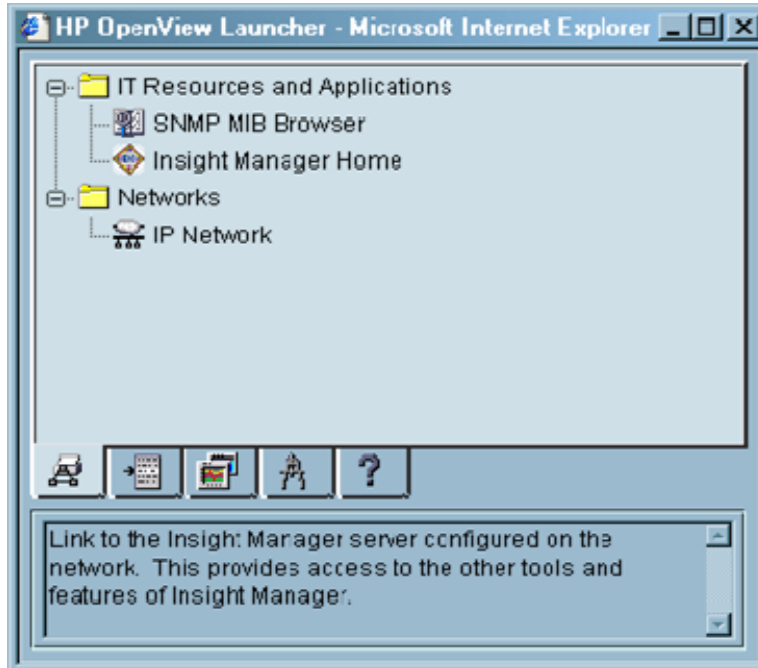 HP OpenView Launcher - Microsoft Internet Explorer
IT Resources and Applications
SNMP MIB Browser
Insight Manager Home
Networks
IP Network
?
Link to the Insight Manager server configured on the
network. This provides access to the other tools and
features of Insight Manager.